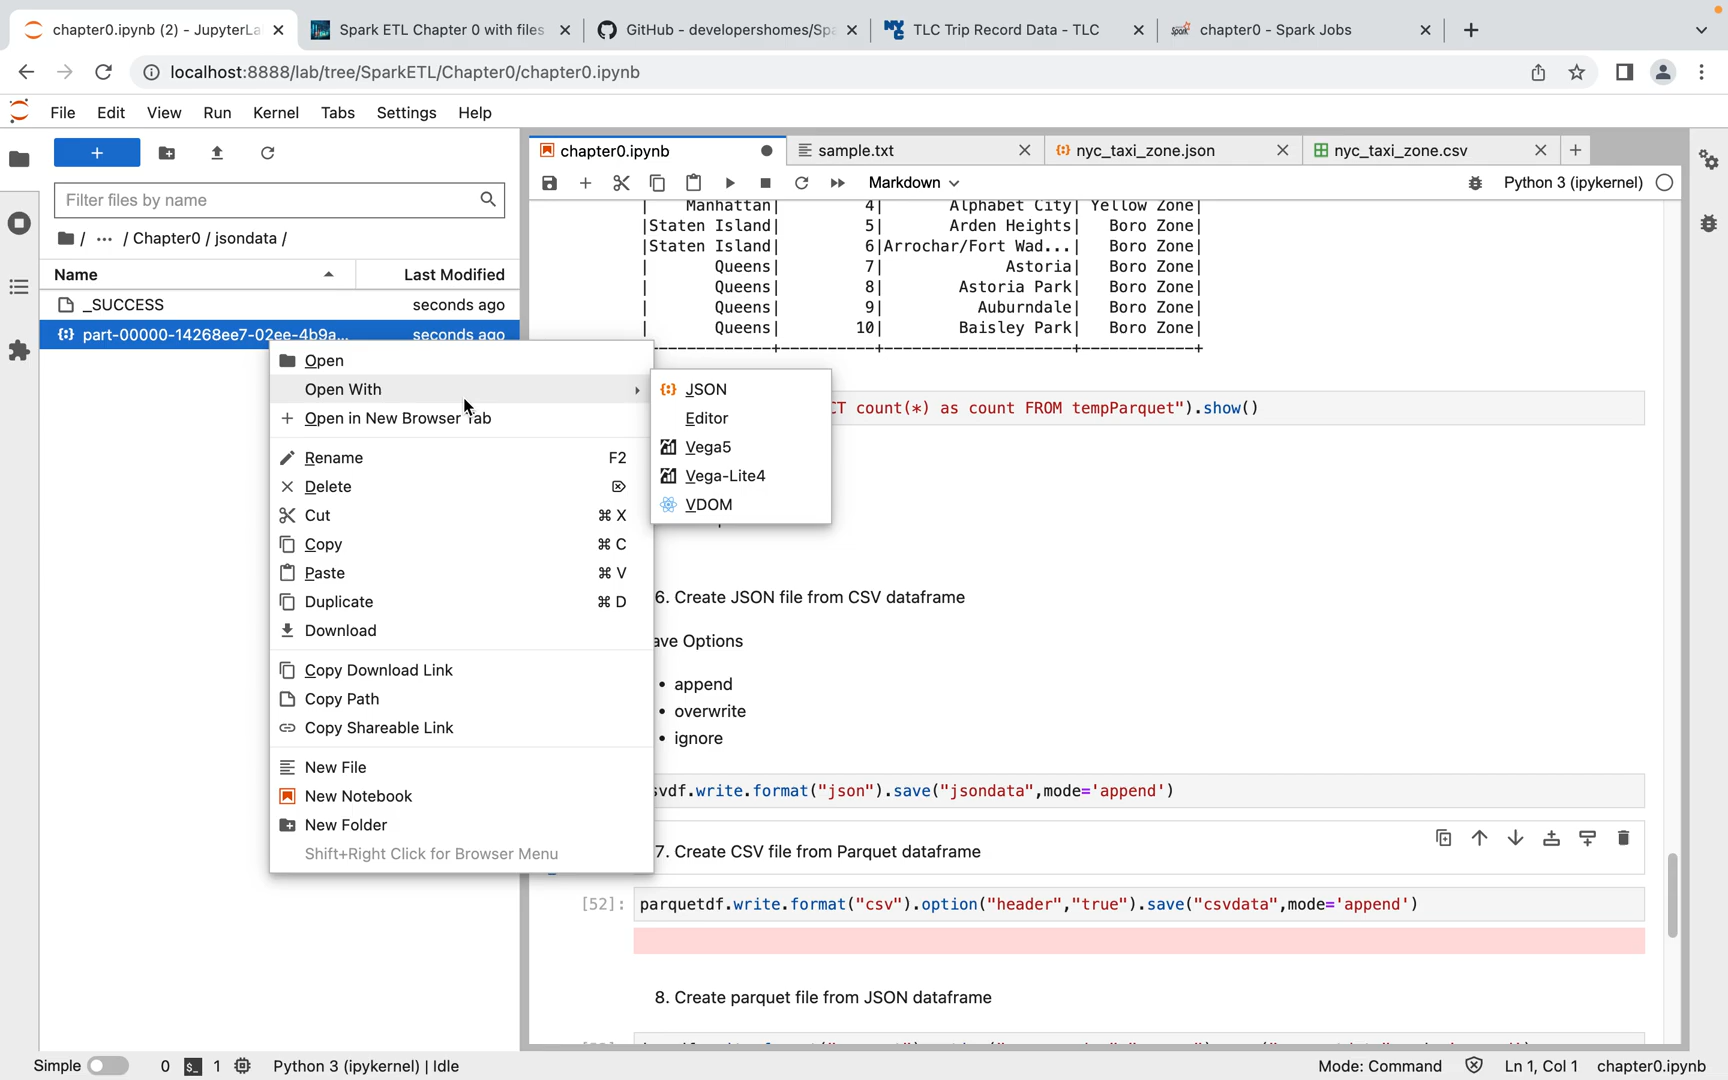 chapter0.ipynb (2) - JupyterLa
Spark ETL Chapter 0 with files
GitHub - developershomes/Spa
TLC Trip Record Data - TLC
chapter0 - Spark Jobs
localhost:8888/lab/tree/SparkETL/Chapter0/chapter0.ipynb
File Edit View Run Kernel Tabs Settings Help
Filter files by name
/ ... / Chapter0 / jsondata /
Name Last Modified
_SUCCESS seconds ago
part-00000-14268ee7-02ee-4b9a... seconds ago
Open
Open With
Open in New Browser Tab
Rename F2
Delete
Cut ⌘ X
Copy ⌘ C
Paste ⌘ V
Duplicate ⌘ D
Download
Copy Download Link
Copy Path
Copy Shareable Link
New File
New Notebook
New Folder
Shift+Right Click for Browser Menu
JSON
Editor
Vega5
Vega-Lite4
VDOM
chapter0.ipynb
sample.txt
nyc_taxi_zone.json
nyc_taxi_zone.csv
Markdown
Python 3 (ipykernel)
| Manhattan| 4| Alphabet City| Yellow Zone|
|Staten Island| 5| Arden Heights| Boro Zone|
|Staten Island| 6|Arrochar/Fort Wad...| Boro Zone|
| Queens| 7| Astoria| Boro Zone|
| Queens| 8| Astoria Park| Boro Zone|
| Queens| 9| Auburndale| Boro Zone|
| Queens| 10| Baisley Park| Boro Zone|
CT count(*) as count FROM tempParquet").show()
6. Create JSON file from CSV dataframe
ave Options
• append
• overwrite
• ignore
svdf.write.format("json").save("jsondata",mode='append')
7. Create CSV file from Parquet dataframe
[52]: parquetdf.write.format("csv").option("header","true").save("csvdata",mode='append')
8. Create parquet file from JSON dataframe
Simple 0 1 Python 3 (ipykernel) | Idle
Mode: Command Ln 1, Col 1 chapter0.ipynb